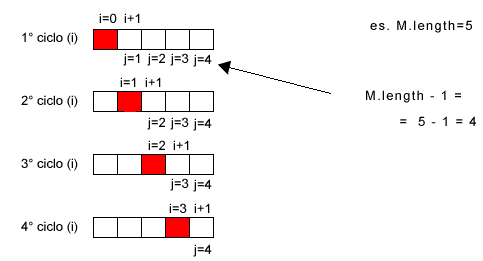 i=0 i+1
es. M.length=5
1° ciclo (i)
j=1 j=2 j=3 j=4
M.length - 1 =
= 5 - 1 = 4
i=1 i+1
2° ciclo (i)
j=2 j=3 j=4
i=2 i+1
3° ciclo (i)
j=3 j=4
i=3 i+1
4° ciclo (i)
j=4